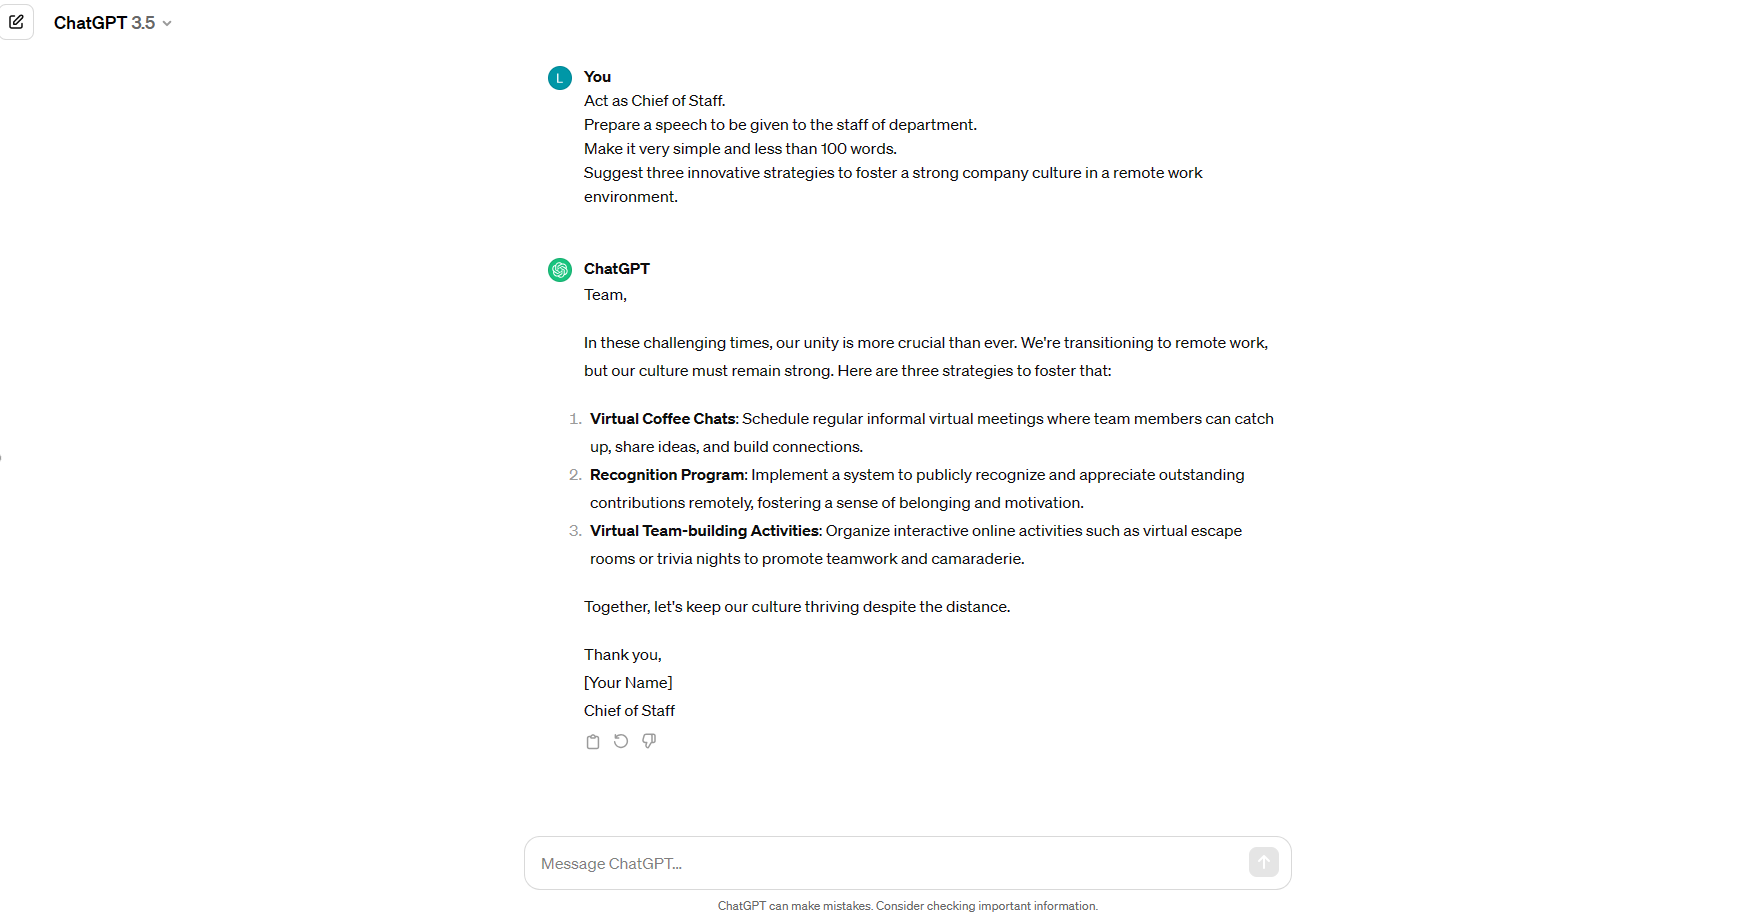 ChatGPT 3.5
L
You
Act as Chief of Staff.
Prepare a speech to be given to the staff of department.
Make it very simple and less than 100 words.
Suggest three innovative strategies to foster a strong company culture in a remote work
environment.
ChatGPT
Team,
In these challenging times, our unity is more crucial than ever. We're transitioning to remote work,
but our culture must remain strong. Here are three strategies to foster that:
1. Virtual Coffee Chats: Schedule regular informal virtual meetings where team members can catch
up, share ideas, and build connections.
2. Recognition Program: Implement a system to publicly recognize and appreciate outstanding
contributions remotely, fostering a sense of belonging and motivation.
3. Virtual Team-building Activities: Organize interactive online activities such as virtual escape
rooms or trivia nights to promote teamwork and camaraderie.
Together, let's keep our culture thriving despite the distance.
Thank you,
[Your Name]
Chief of Staff
Message ChatGPT...
ChatGPT can make mistakes. Consider checking important information.